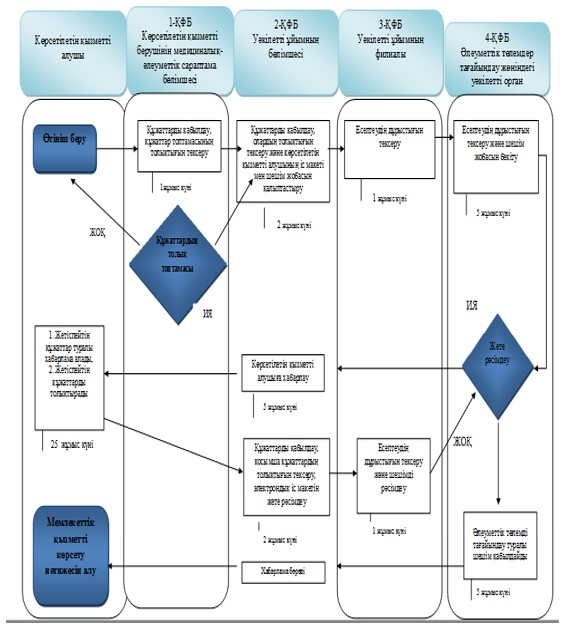 Көрсетілетін қызметті
алушы
1-ҚФБ
Көрсетілетін қызметті
берушінің медициналық-
әлеуметтік сараптама
бөлімшесі
2-ҚФБ
Уәкілетті ұйымның
бөлімшесі
3-ҚФБ
Уәкілетті ұйымның
филиалы
4-ҚФБ
Әлеуметтік төлемдер
тағайындау жөніндегі
уәкілетті орган
Өтініш беру
Құжаттарды қабылдау,
құжаттар топтамасының
толықтығын тексеру
1жұмыс күні
Құжаттарды қабылдау,
олардың толықтығын
тексеру және көрсетілетін
қызметті алушының іс макеті
мен шешім жобасын
қалыптастыру
2 жұмыс күні
Есептеудің дұрыстығын
тексеру
1 жұмыс күні
Есептеудің дұрыстығын
тексеру және шешім
жобасын бекіту
5 жұмыс күні
ЖОҚ
Құжаттардың
толық
топтамасы
ИЯ
ИЯ
Жете
ресімдеу
ЖОҚ
1. Жетіспейтін
құжаттар туралы
хабарлама алады,
2. Жетіспейтін
құжаттарды
толықтырады
25 жұмыс күні
Көрсетілетін қызметті
алушыға хабарлау
5 жұмыс күні
Құжаттарды қабылдау,
қосымша құжаттардың
толықтығын тексеру,
электрондық іс макетін
жете ресімдеу
2 жұмыс күні
Есептеудің
дұрыстығын тексеру
және шешімді
ресімдеу
1 жұмыс күні
Әлеуметтік төлемді
тағайындау туралы
шешім қабылдайды
5 жұмыс күні
Хабарлама береді
Мемлекеттік
қызметті
көрсету
нәтижесін алу